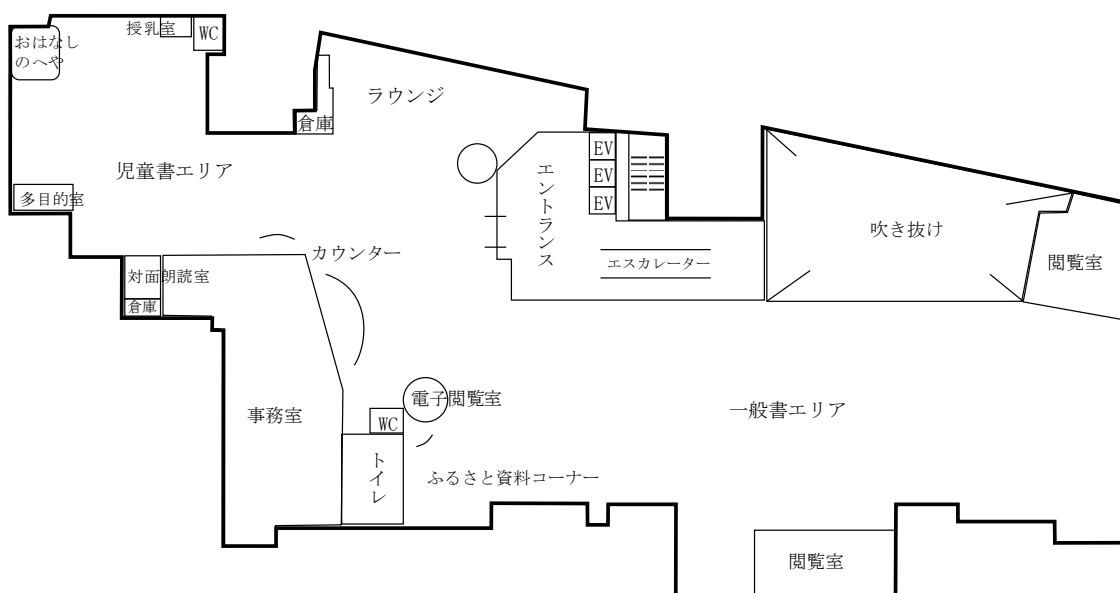 授乳室
WC
おはなし
のへや
ラウンジ
倉庫
EV
EV
EV
エントランス
児童書エリア
多目的室
吹き抜け
カウンター
エスカレーター
閲覧室
対面朗読室
倉庫
電子閲覧室
一般書エリア
事務室
WC
トイレ
ふるさと資料コーナー
閲覧室